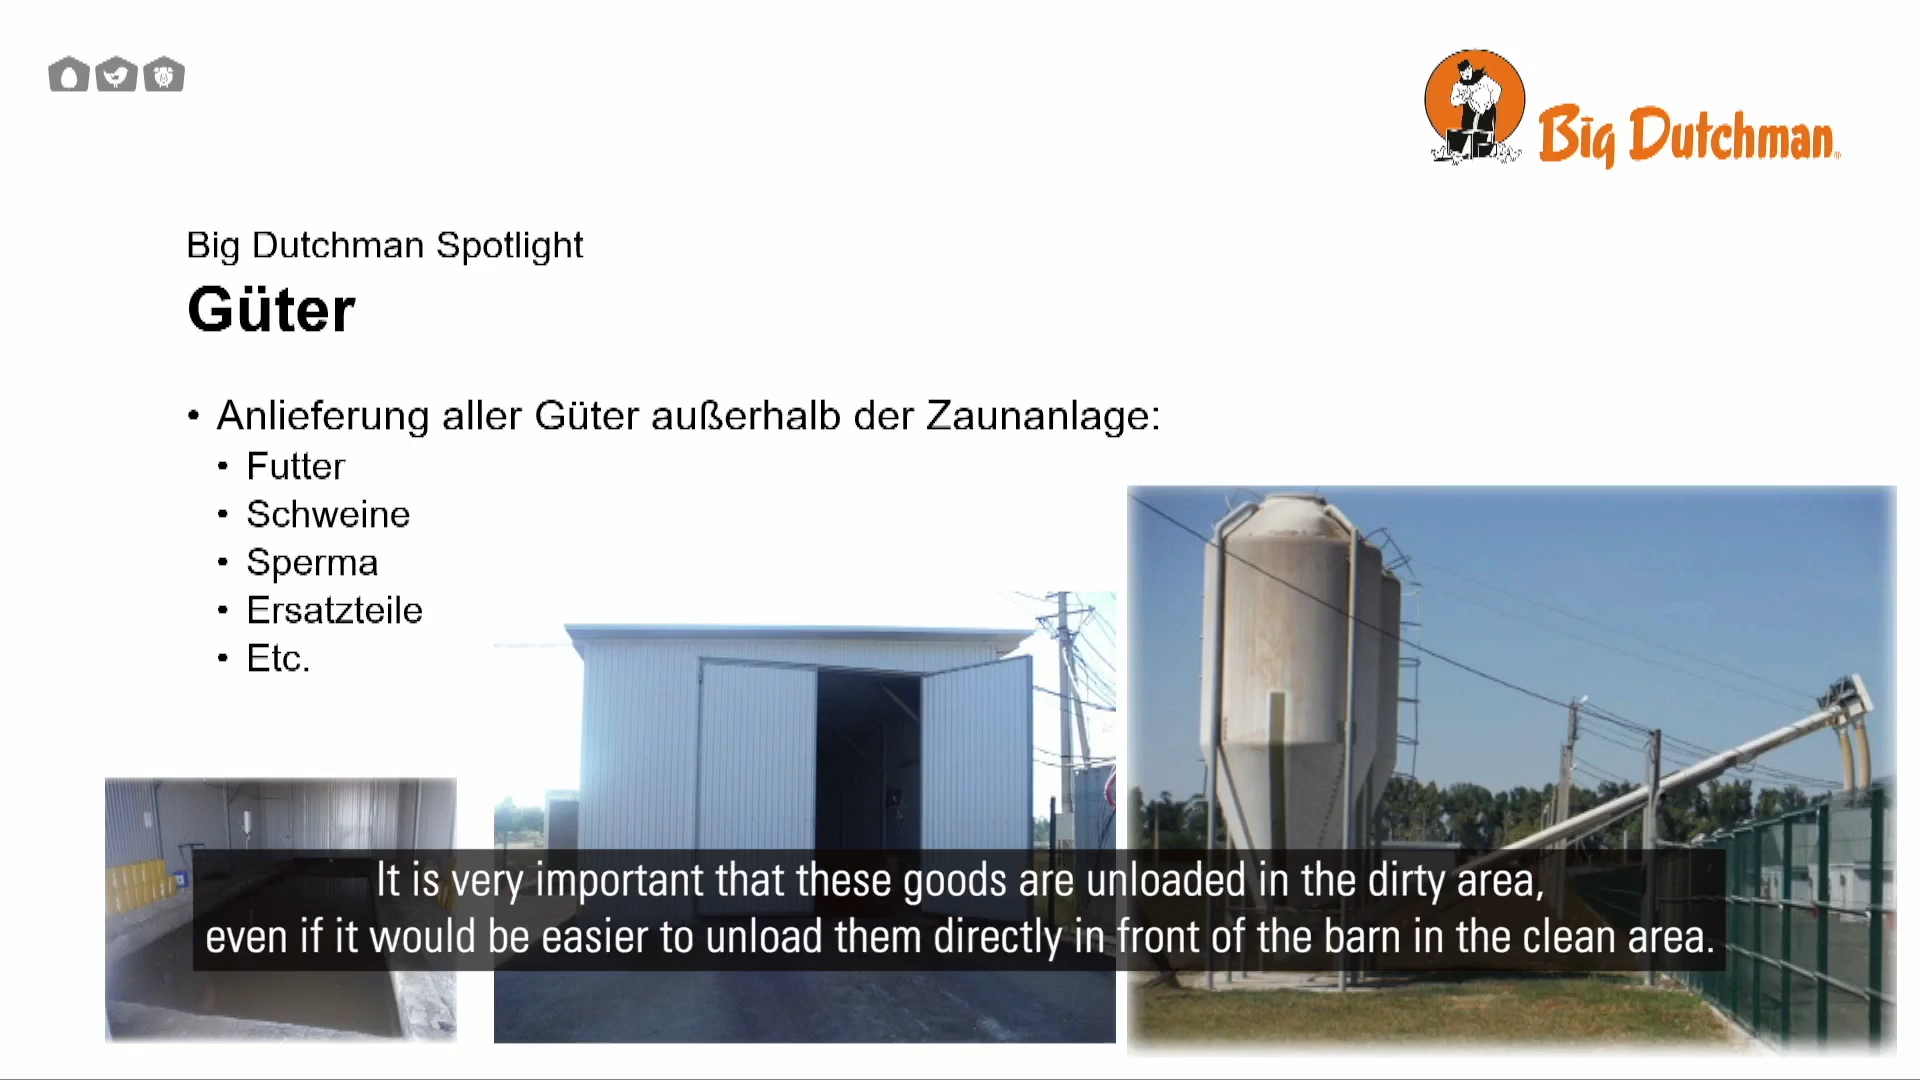 Big Dutchman
Big Dutchman Spotlight
Güter
• Anlieferung aller Güter außerhalb der Zaunanlage:
• Futter
• Schweine
• Sperma
• Ersatzteile
• Etc.
It is very important that these goods are unloaded in the dirty area,
even if it would be easier to unload them directly in front of the barn in the clean area.